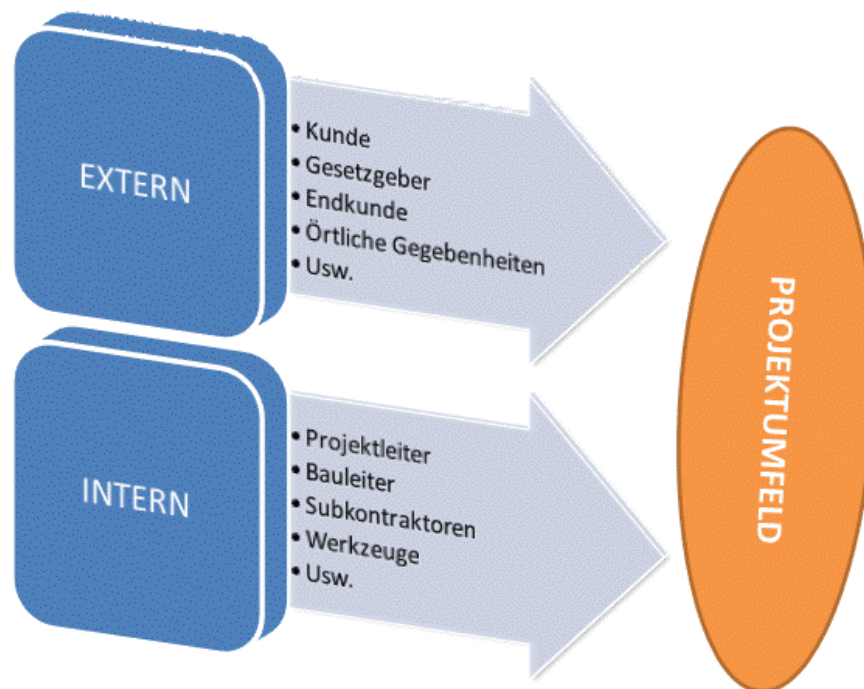 EXTERN
• Kunde
• Gesetzgeber
• Endkunde
• Örtliche Gegebenheiten
• Usw.
INTERN
• Projektleiter
• Bauleiter
• Subkontraktoren
• Werkzeuge
• Usw.
PROJEKTUMFELD